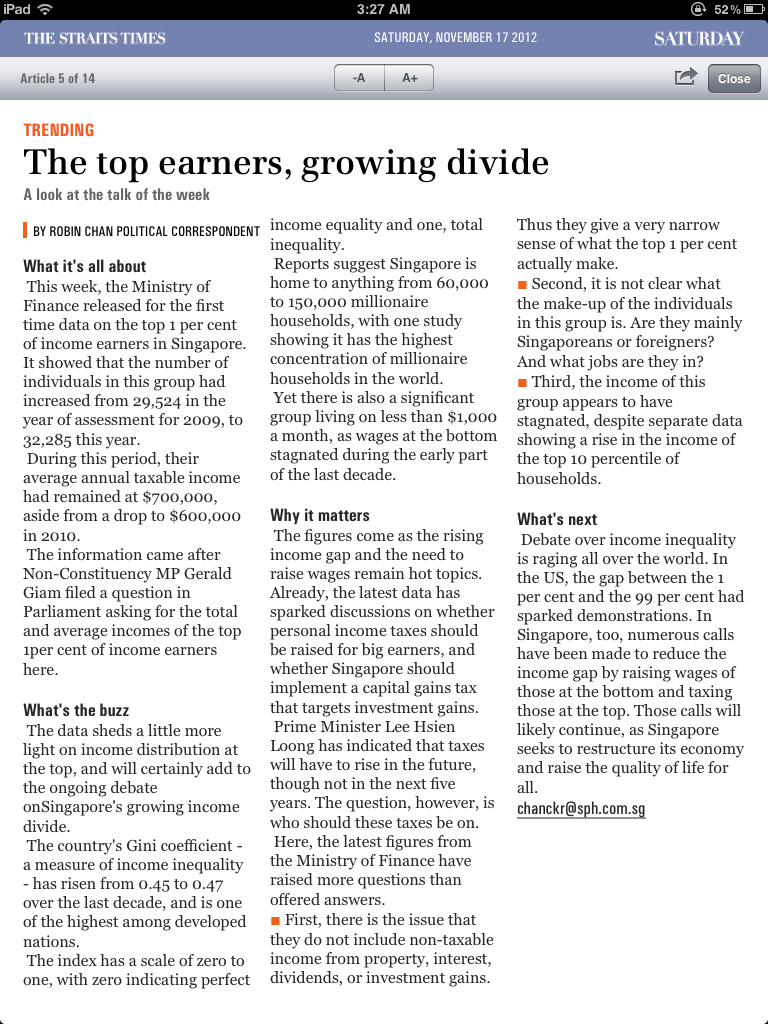 iPad
3:27 AM
52%
THE STRAITS TIMES
SATURDAY, NOVEMBER 17 2012
SATURDAY
Article 5 of 14
-A
A+
Close
TRENDING
The top earners, growing divide
A look at the talk of the week
BY ROBIN CHAN POLITICAL CORRESPONDENT
What it's all about
This week, the Ministry of
Finance released for the first
time data on the top 1 per cent
of income earners in Singapore.
It showed that the number of
individuals in this group had
increased from 29,524 in the
year of assessment for 2009, to
32,285 this year.
During this period, their
average annual taxable income
had remained at $700,000,
aside from a drop to $600,000
in 2010.
The information came after
Non-Constituency MP Gerald
Giam filed a question in
Parliament asking for the total
and average incomes of the top
1per cent of income earners
here.
What's the buzz
The data sheds a little more
light on income distribution at
the top, and will certainly add to
the ongoing debate
onSingapore's growing income
divide.
The country's Gini coefficient -
a measure of income inequality
- has risen from 0.45 to 0.47
over the last decade, and is one
of the highest among developed
nations.
The index has a scale of zero to
one, with zero indicating perfect
income equality and one, total
inequality.
Reports suggest Singapore is
home to anything from 60,000
to 150,000 millionaire
households, with one study
showing it has the highest
concentration of millionaire
households in the world.
Yet there is also a significant
group living on less than $1,000
a month, as wages at the bottom
stagnated during the early part
of the last decade.
Why it matters
The figures come as the rising
income gap and the need to
raise wages remain hot topics.
Already, the latest data has
sparked discussions on whether
personal income taxes should
be raised for big earners, and
whether Singapore should
implement a capital gains tax
that targets investment gains.
Prime Minister Lee Hsien
Loong has indicated that taxes
will have to rise in the future,
though not in the next five
years. The question, however, is
who should these taxes be on.
Here, the latest figures from
the Ministry of Finance have
raised more questions than
offered answers.
■ First, there is the issue that
they do not include non-taxable
income from property, interest,
dividends, or investment gains.
Thus they give a very narrow
sense of what the top 1 per cent
actually make.
■ Second, it is not clear what
the make-up of the individuals
in this group is. Are they mainly
Singaporeans or foreigners?
And what jobs are they in?
■ Third, the income of this
group appears to have
stagnated, despite separate data
showing a rise in the income of
the top 10 percentile of
households.
What's next
Debate over income inequality
is raging all over the world. In
the US, the gap between the 1
per cent and the 99 per cent had
sparked demonstrations. In
Singapore, too, numerous calls
have been made to reduce the
income gap by raising wages of
those at the bottom and taxing
those at the top. Those calls will
likely continue, as Singapore
seeks to restructure its economy
and raise the quality of life for
all.
chanckr@sph.com.sg